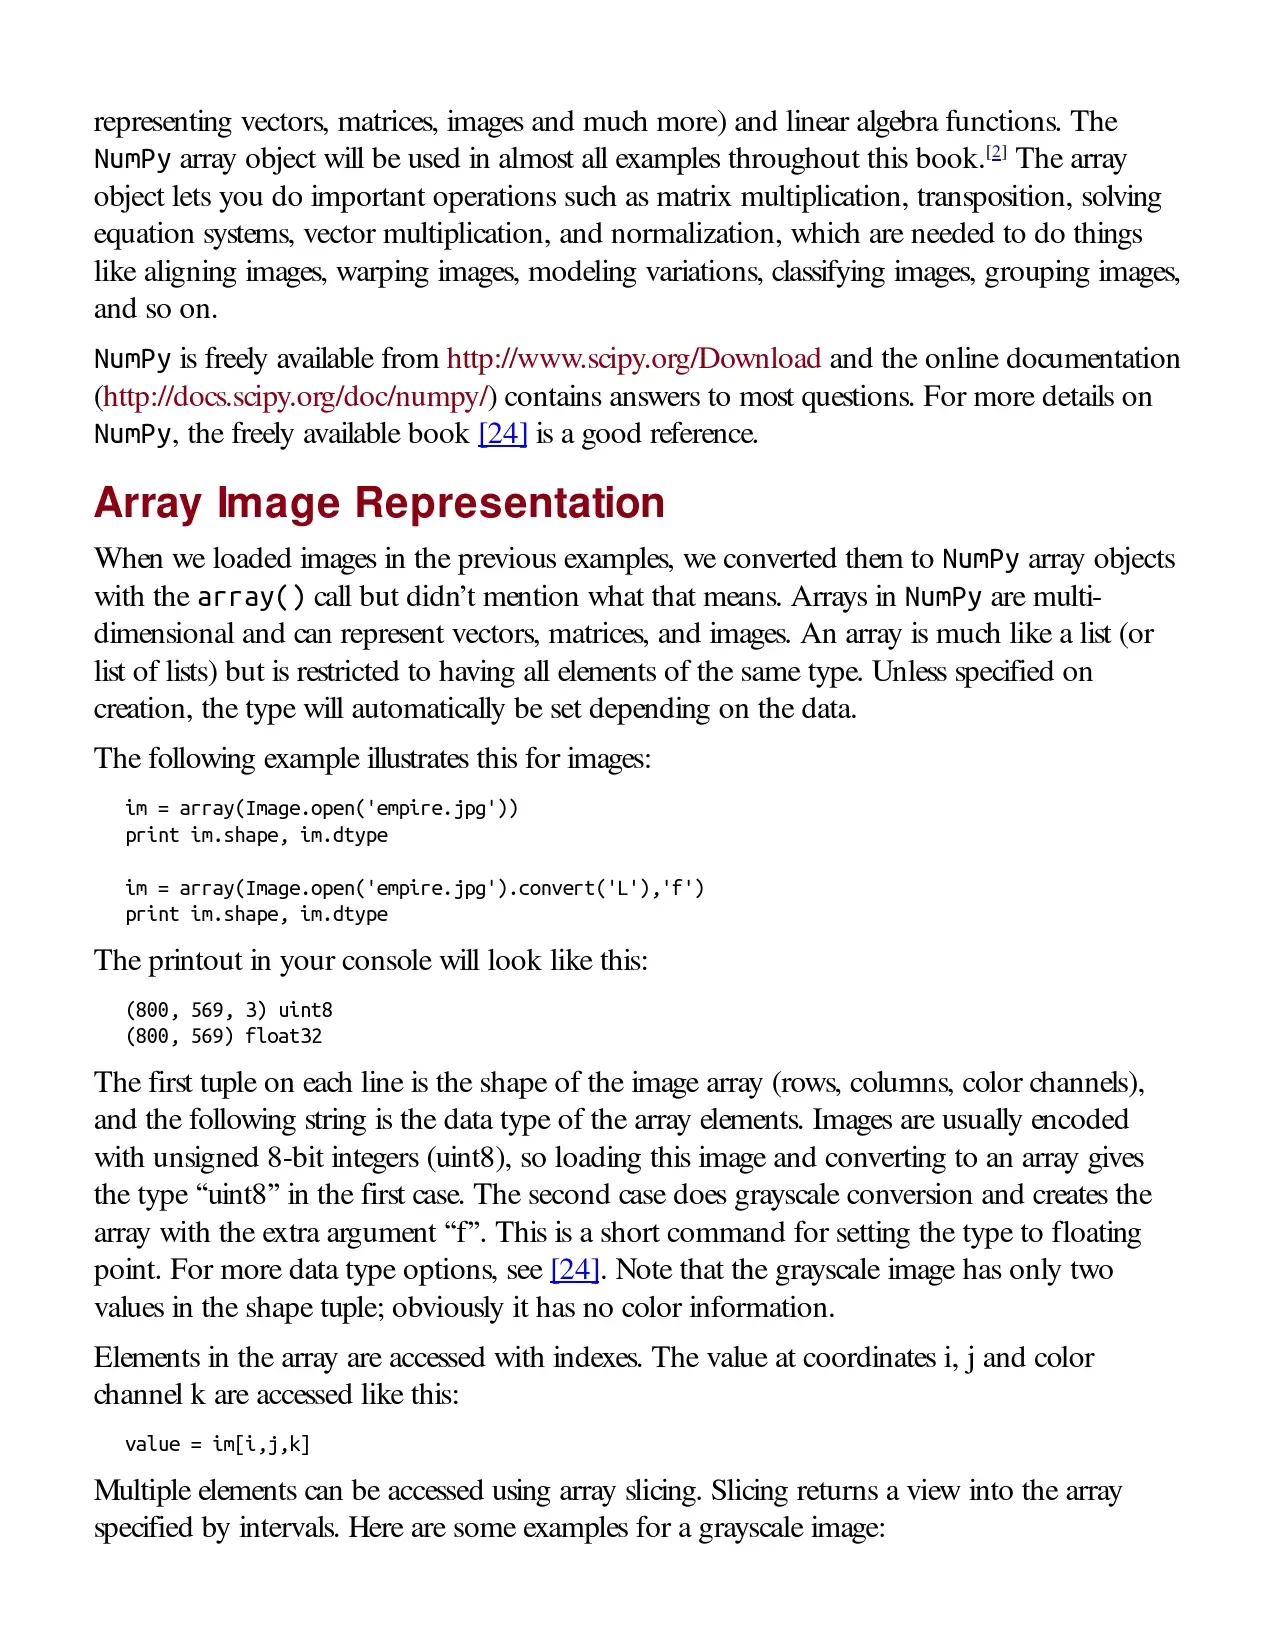 representing vectors, matrices, images and much more) and linear algebra functions. The
NumPy array object will be used in almost all examples throughout this book.[2] The array
object lets you do important operations such as matrix multiplication, transposition, solving
equation systems, vector multiplication, and normalization, which are needed to do things
like aligning images, warping images, modeling variations, classifying images, grouping images,
and so on.
NumPy is freely available from http://www.scipy.org/Download and the online documentation
(http://docs.scipy.org/doc/numpy/) contains answers to most questions. For more details on
NumPy, the freely available book [24] is a good reference.
Array Image Representation
When we loaded images in the previous examples, we converted them to NumPy array objects
with the array() call but didn’t mention what that means. Arrays in NumPy are multi-
dimensional and can represent vectors, matrices, and images. An array is much like a list (or
list of lists) but is restricted to having all elements of the same type. Unless specified on
creation, the type will automatically be set depending on the data.
The following example illustrates this for images:
im = array(Image.open('empire.jpg'))
print im.shape, im.dtype
im = array(Image.open('empire.jpg').convert('L'),'f')
print im.shape, im.dtype
The printout in your console will look like this:
(800, 569, 3) uint8
(800, 569) float32
The first tuple on each line is the shape of the image array (rows, columns, color channels),
and the following string is the data type of the array elements. Images are usually encoded
with unsigned 8-bit integers (uint8), so loading this image and converting to an array gives
the type “uint8” in the first case. The second case does grayscale conversion and creates the
array with the extra argument “f”. This is a short command for setting the type to floating
point. For more data type options, see [24]. Note that the grayscale image has only two
values in the shape tuple; obviously it has no color information.
Elements in the array are accessed with indexes. The value at coordinates i, j and color
channel k are accessed like this:
value = im[i,j,k]
Multiple elements can be accessed using array slicing. Slicing returns a view into the array
specified by intervals. Here are some examples for a grayscale image: